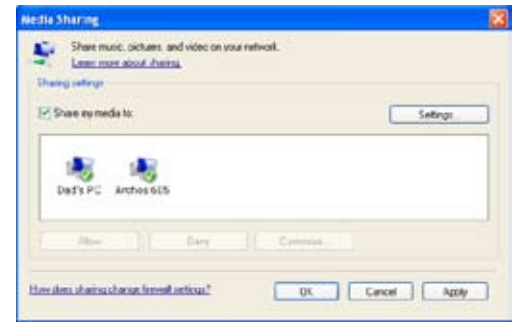 Media Sharing
Share music, pictures, and video on your network.
Learn more about sharing.
Sharing settings
Share my media to:
Settings...
Dad's PC
Archos 605
Allow
Deny
Customize...
How does sharing change firewall settings?
OK
Cancel
Apply